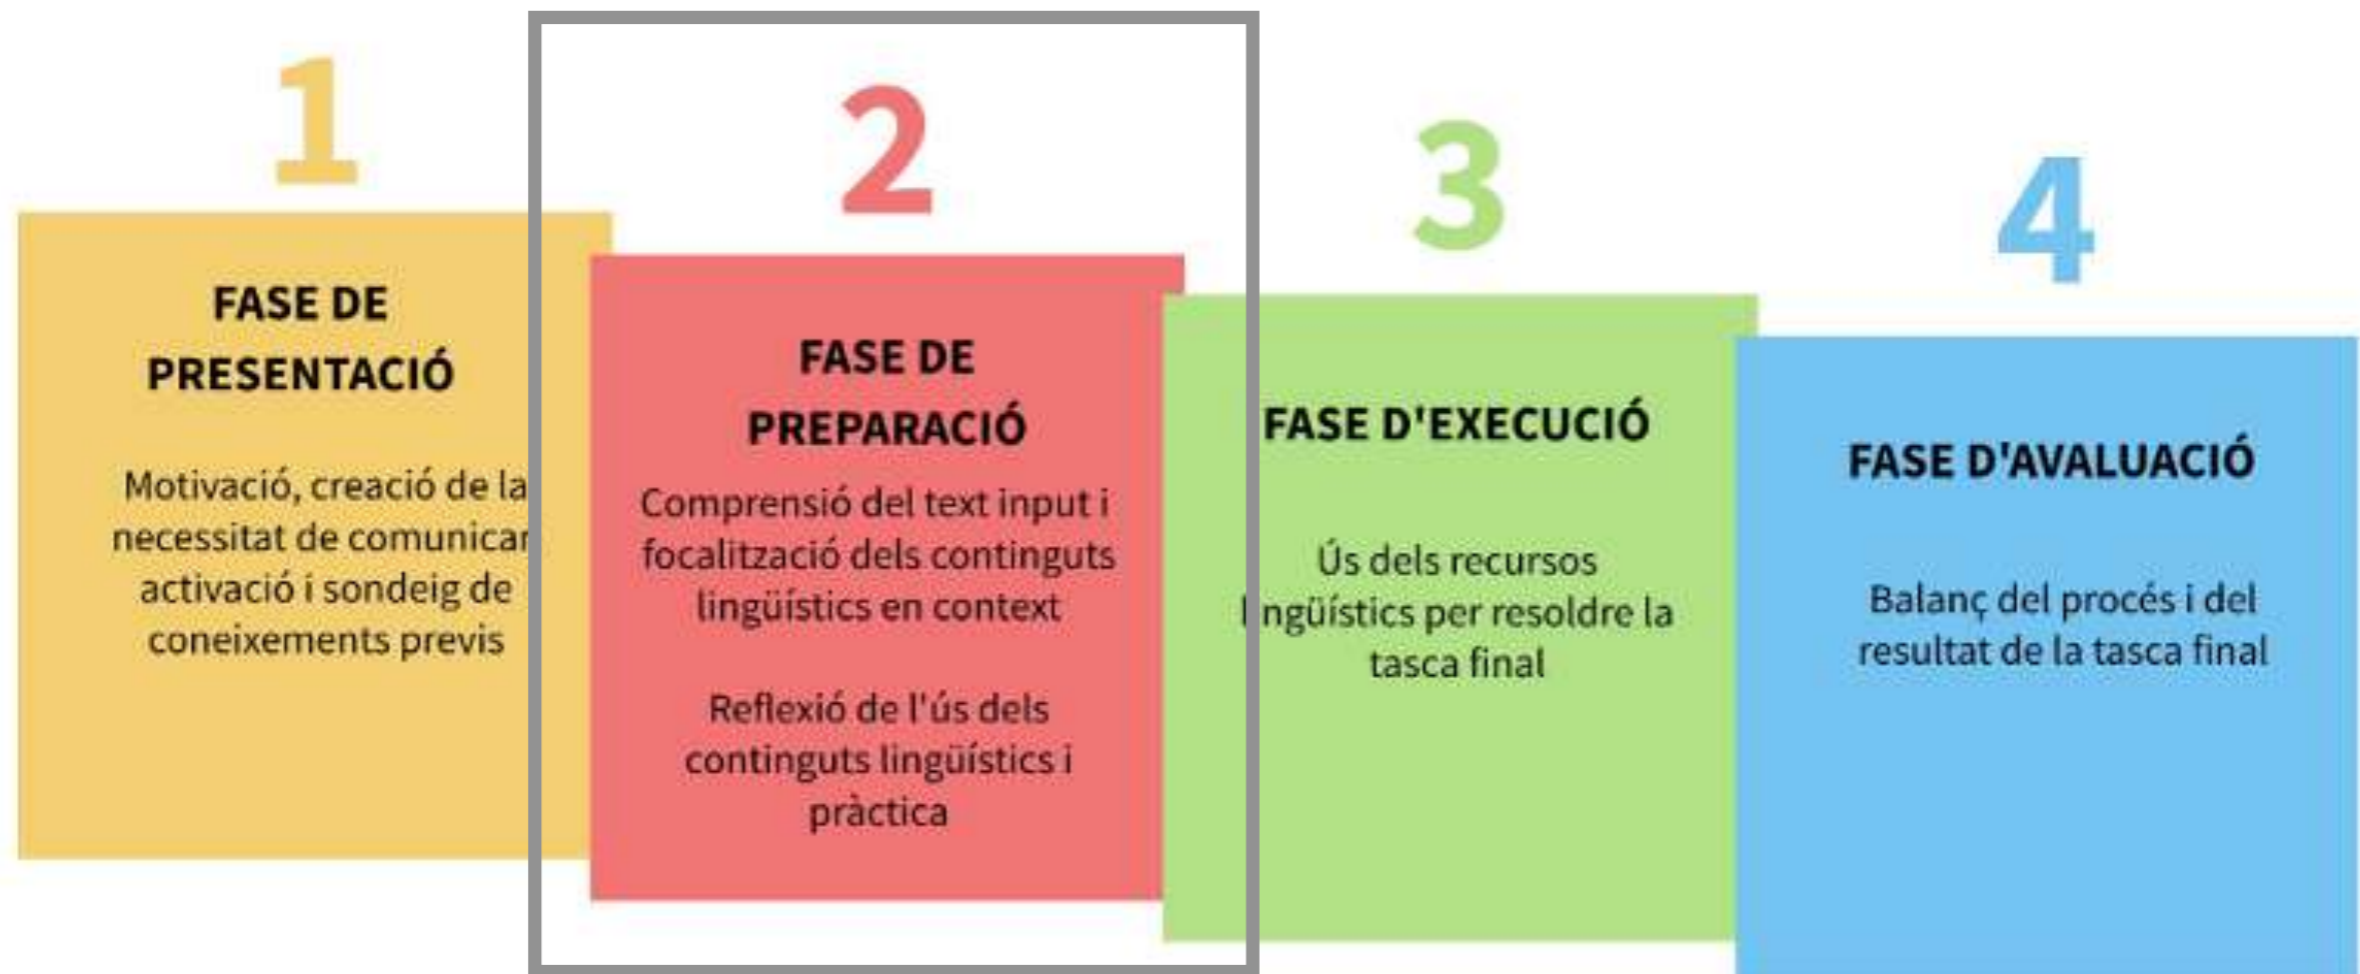 1
FASE DE
PRESENTACIÓ
Motivació, creació de la
necessitat de comunicar
activació i sondeig de
coneixements previs
2
FASE DE
PREPARACIÓ
Comprensió del text input i
focalització dels continguts
lingüístics en context
Reflexió de l'ús dels
continguts lingüístics i
pràctica
3
FASE D'EXECUCIÓ
Ús dels recursos
lingüístics per resoldre la
tasca final
4
FASE D'AVALUACIÓ
Balanç del procés i del
resultat de la tasca final